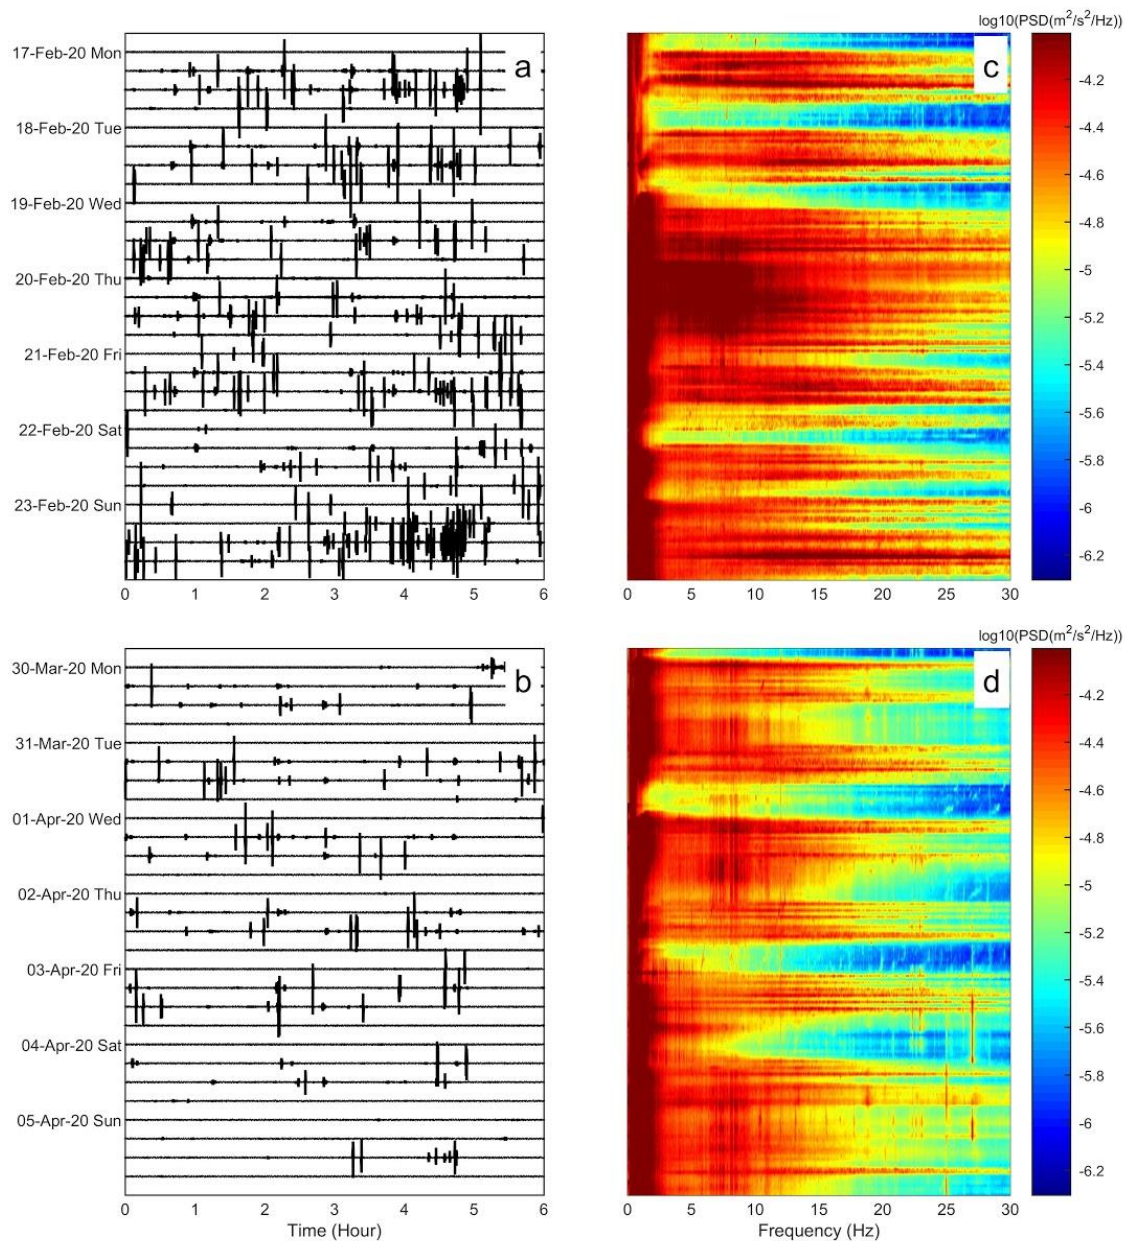 log10(PSD(m²/s²/Hz))
17-Feb-20 Mon
18-Feb-20 Tue
19-Feb-20 Wed
20-Feb-20 Thu
21-Feb-20 Fri
22-Feb-20 Sat
23-Feb-20 Sun
a
0 1 2 3 4 5 6
c
0 5 10 15 20 25 30
-4.2
-4.4
-4.6
-4.8
-5
-5.2
-5.4
-5.6
-5.8
-6
-6.2
log10(PSD(m²/s²/Hz))
30-Mar-20 Mon
31-Mar-20 Tue
01-Apr-20 Wed
02-Apr-20 Thu
03-Apr-20 Fri
04-Apr-20 Sat
05-Apr-20 Sun
b
0 1 2 3 4 5 6
Time (Hour)
d
0 5 10 15 20 25 30
Frequency (Hz)
-4.2
-4.4
-4.6
-4.8
-5
-5.2
-5.4
-5.6
-5.8
-6
-6.2